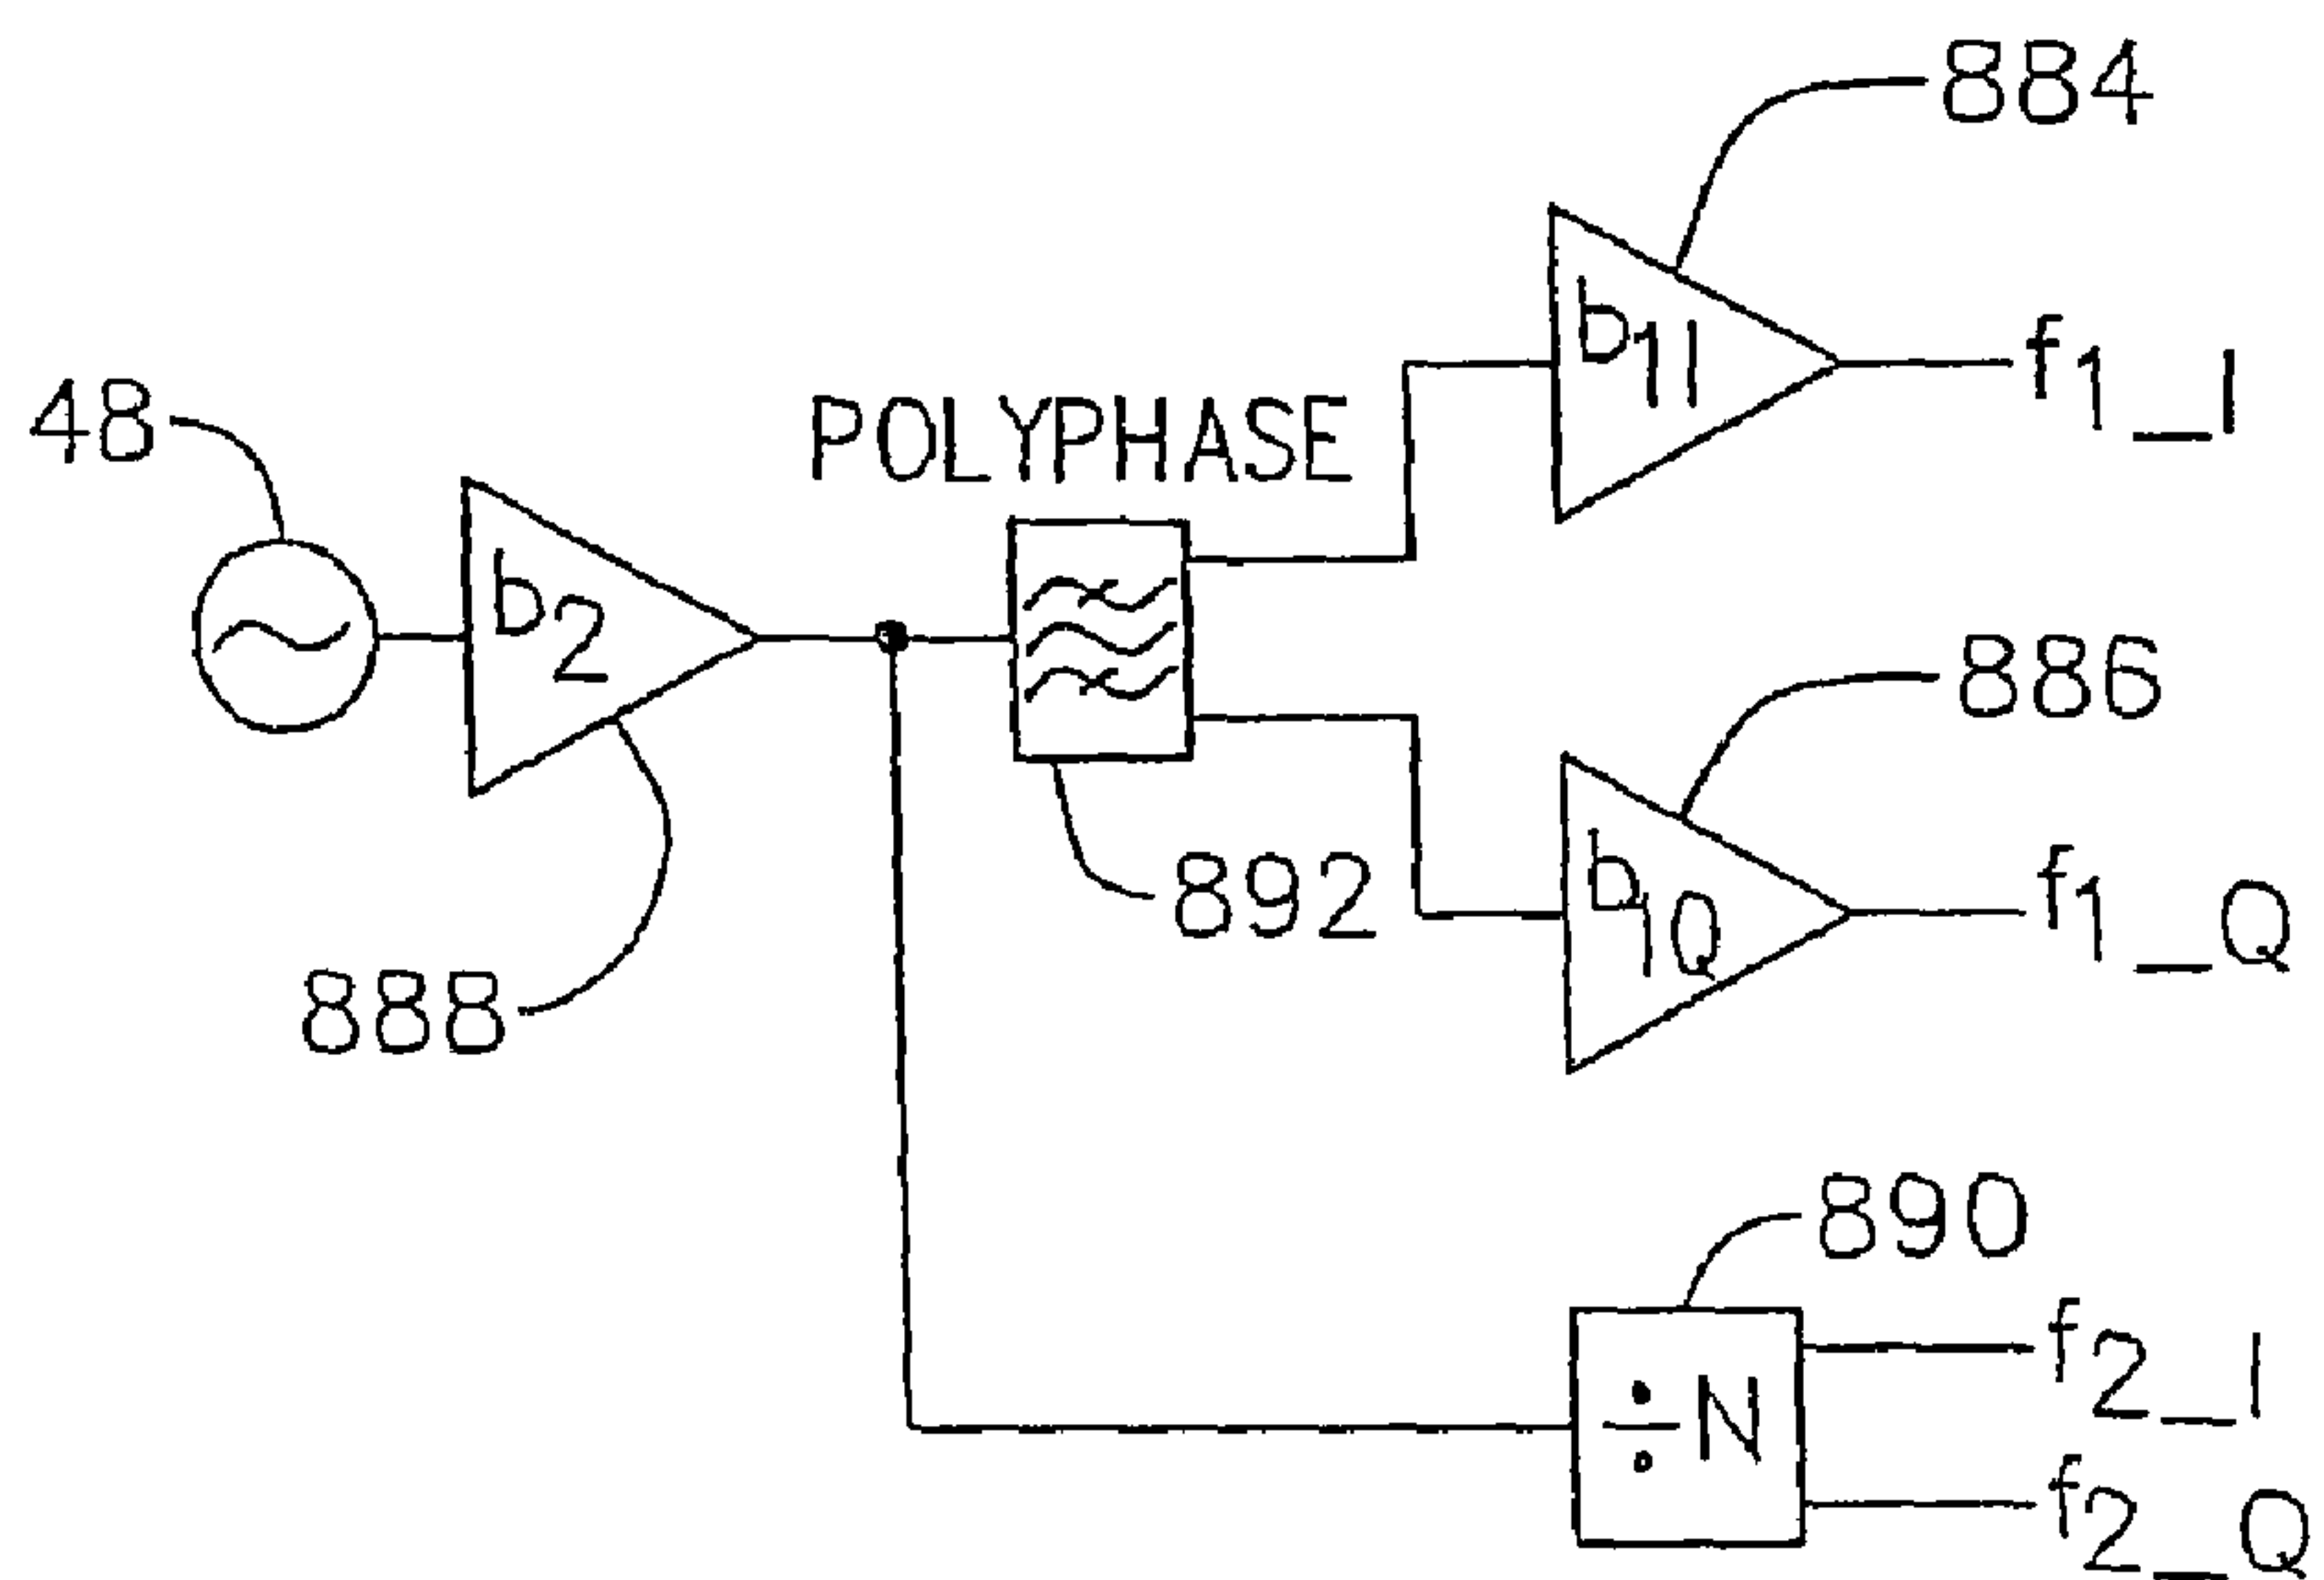 884
b1I
f1_I
48
POLYPHASE
b2
886
892
b1Q
f1_Q
888
890
f2_I
÷N
f2_Q